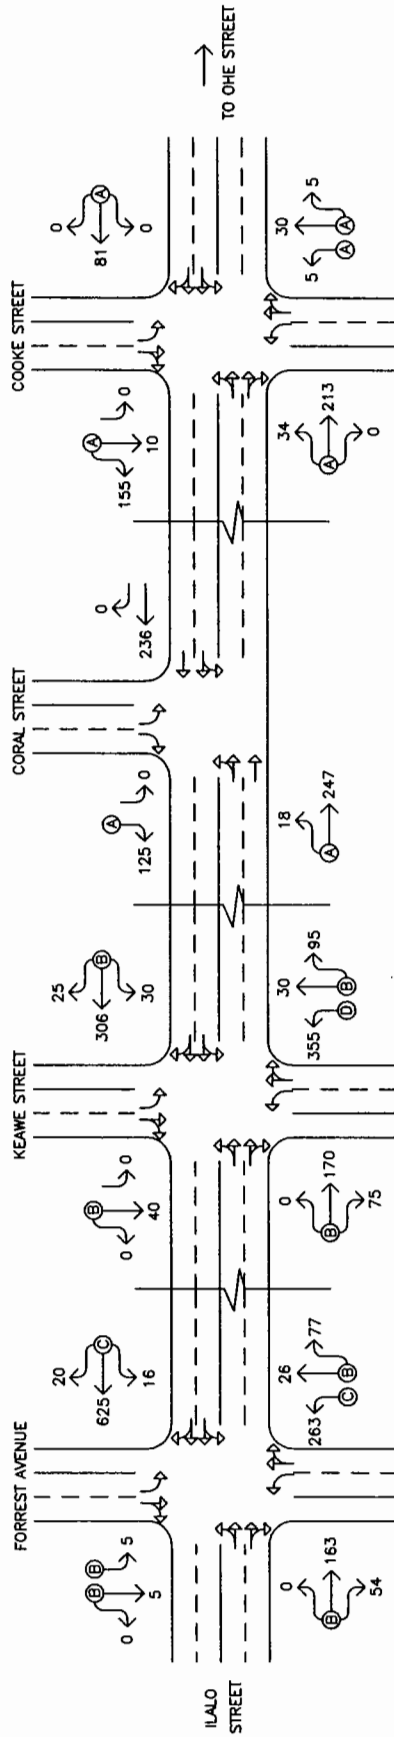 FORREST AVENUE
KEAWE STREET
CORAL STREET
COOKE STREET
0
5
5
B
B
20
625
16
C
0
40
0
B
25
306
30
B
125
0
A
0
236
155
10
0
A
0
81
0
A
ILALO
STREET
TO OHE STREET
0
163
54
B
263
26
77
C
B
0
170
75
B
355
30
95
D
B
18
247
A
34
213
0
A
5
30
5
A
A